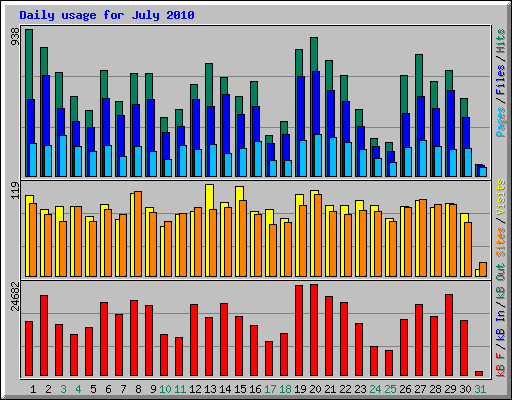 Daily usage for July 2010
938
Pages / Files / Hits
119
Sites / Visits
24682
kB F / kB In / kB Out
1 2 3 4 5 6 7 8 9 10 11 12 13 14 15 16 17 18 19 20 21 22 23 24 25 26 27 28 29 30 31